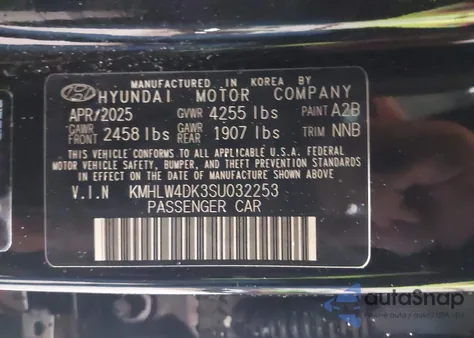 MANUFACTURED IN KOREA BY
HYUNDAI MOTOR COMPANY
APR/2025 GVWR 4255 lbs PAINT A2B
GAWR FRONT 2458 lbs GAWR REAR 1907 lbs TRIM NNB
THIS VEHICLE CONFORMS TO ALL APPLICABLE U.S.A. FEDERAL
MOTOR VEHICLE SAFETY, BUMPER, AND THEFT PREVENTION
STANDARDS IN EFFECT ON THE DATE OF MANUFACTURE SHOWN ABOVE.
V.I.N KMHLW4DK3SU032253
PASSENGER CAR
autoSnap